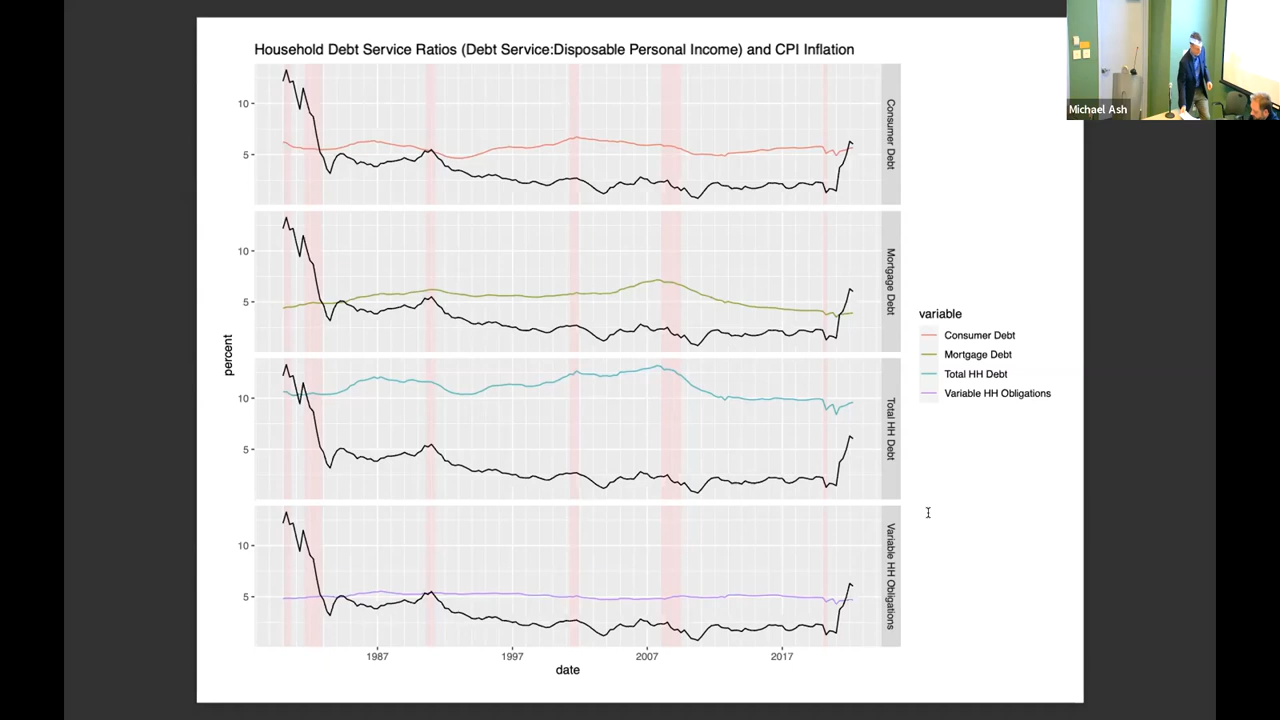 Household Debt Service Ratios (Debt Service:Disposable Personal Income) and CPI Inflation
Michael Ash
10
5
Consumer Debt
10
5
Mortgage Debt
10
5
Total HH Debt
10
5
Variable HH Obligations
percent
1987
1997
2007
2017
date
variable
Consumer Debt
Mortgage Debt
Total HH Debt
Variable HH Obligations